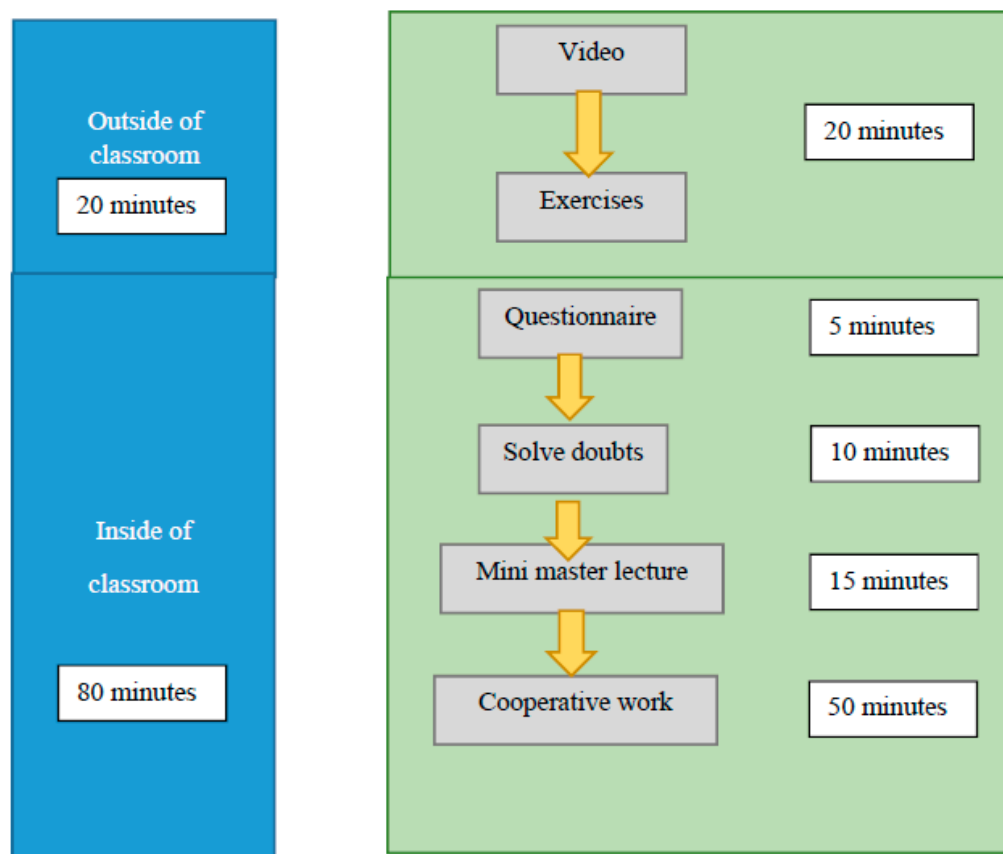 Outside of
classroom
20 minutes
Video
20 minutes
Exercises
Inside of
classroom
80 minutes
Questionnaire
5 minutes
Solve doubts
10 minutes
Mini master lecture
15 minutes
Cooperative work
50 minutes